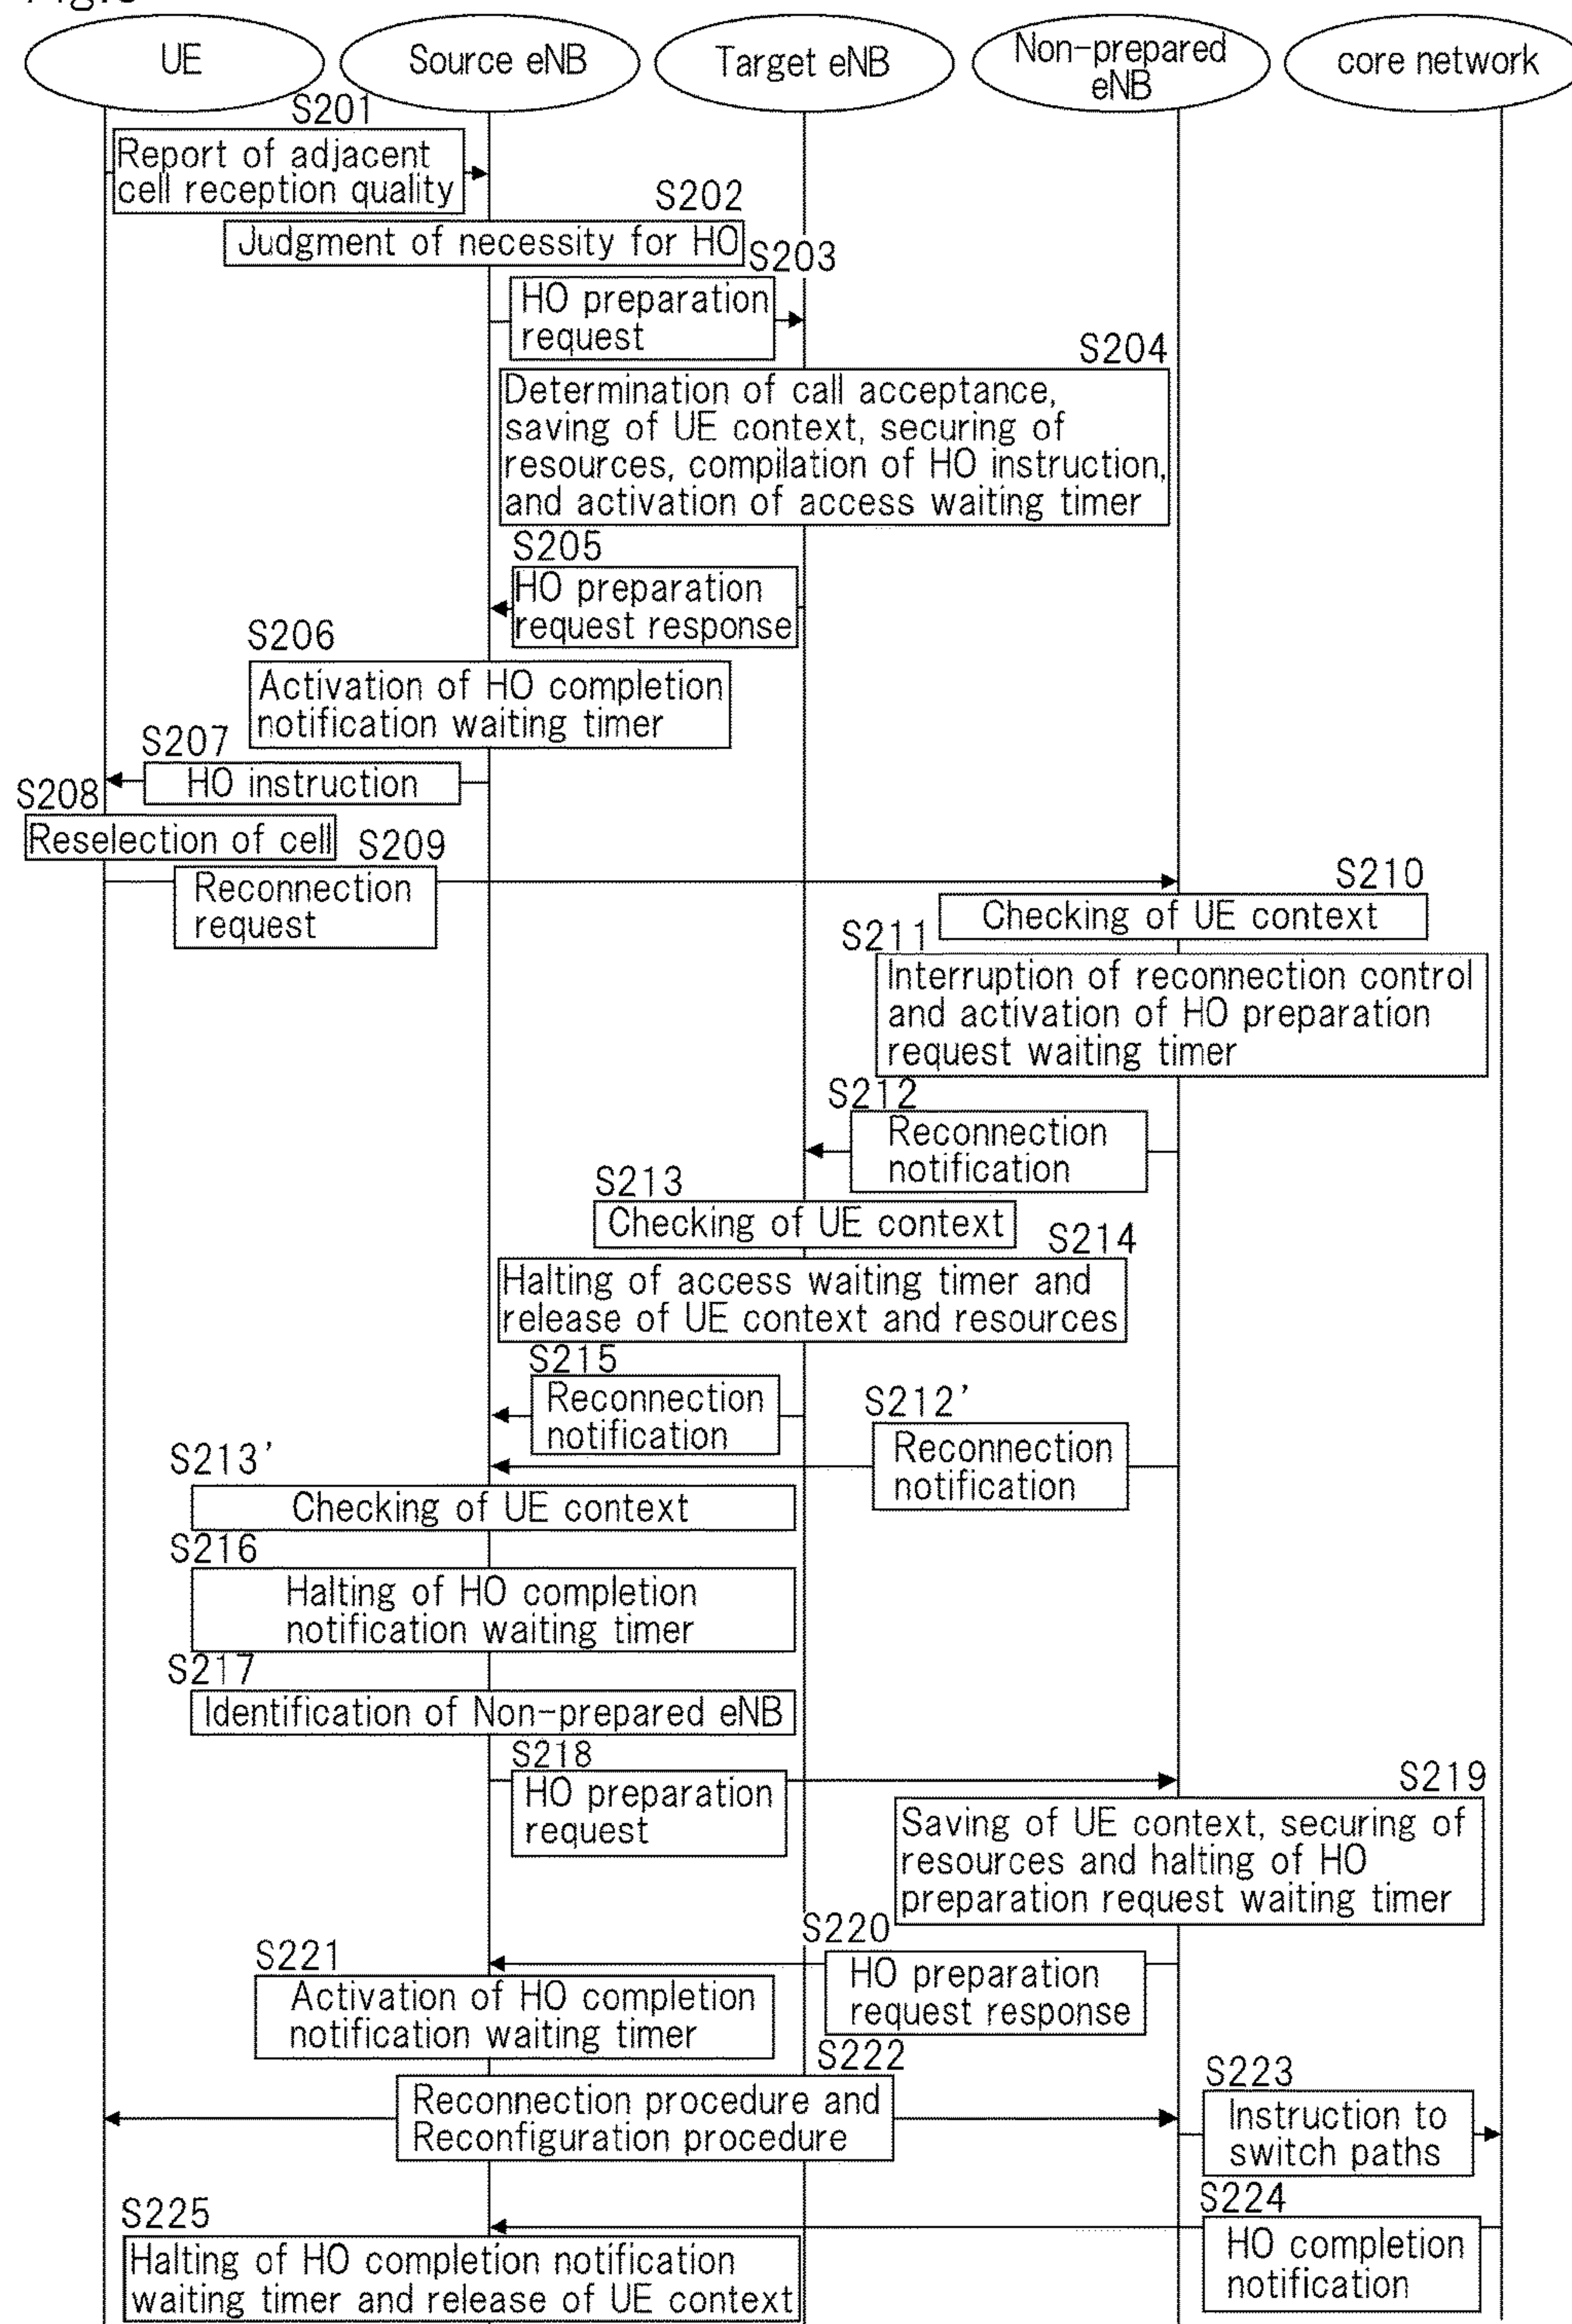 UE
Source eNB
Target eNB
Non-prepared
eNB
core network
S201
Report of adjacent
cell reception quality
S202
Judgment of necessity for HO
S203
HO preparation
request
S204
Determination of call acceptance,
saving of UE context, securing of
resources, compilation of HO instruction,
and activation of access waiting timer
S205
HO preparation
request response
S206
Activation of HO completion
notification waiting timer
S207
HO instruction
S208
Reselection of cell
S209
Reconnection
request
S210
Checking of UE context
S211
Interruption of reconnection control
and activation of HO preparation
request waiting timer
S212
Reconnection
notification
S213
Checking of UE context
S214
Halting of access waiting timer and
release of UE context and resources
S215
Reconnection
notification
S212'
Reconnection
notification
S213'
Checking of UE context
S216
Halting of HO completion
notification waiting timer
S217
Identification of Non-prepared eNB
S218
HO preparation
request
S219
Saving of UE context, securing of
resources and halting of HO
preparation request waiting timer
S220
HO preparation
request response
S221
Activation of HO completion
notification waiting timer
S222
Reconnection procedure and
Reconfiguration procedure
S223
Instruction to
switch paths
S224
HO completion
notification
S225
Halting of HO completion notification
waiting timer and release of UE context